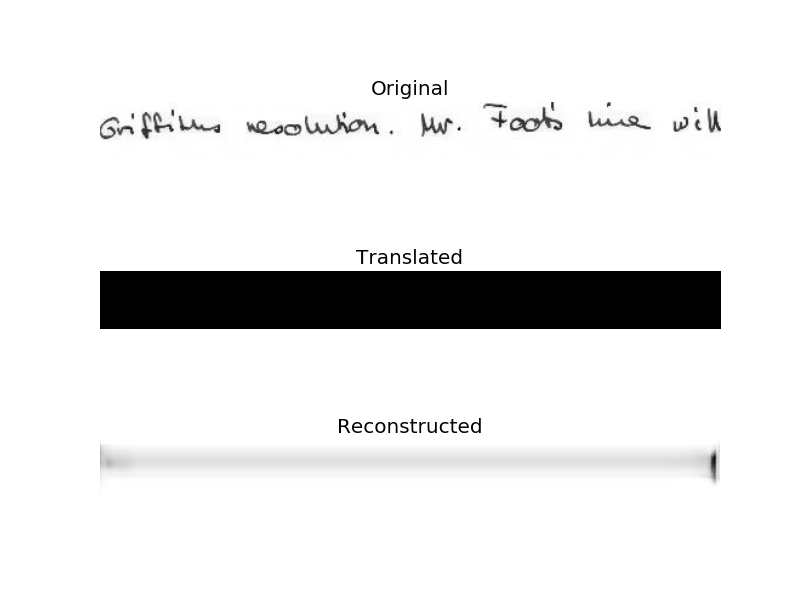 Original
Griffiths resolution. Mr. Foot's line will
Translated
Reconstructed